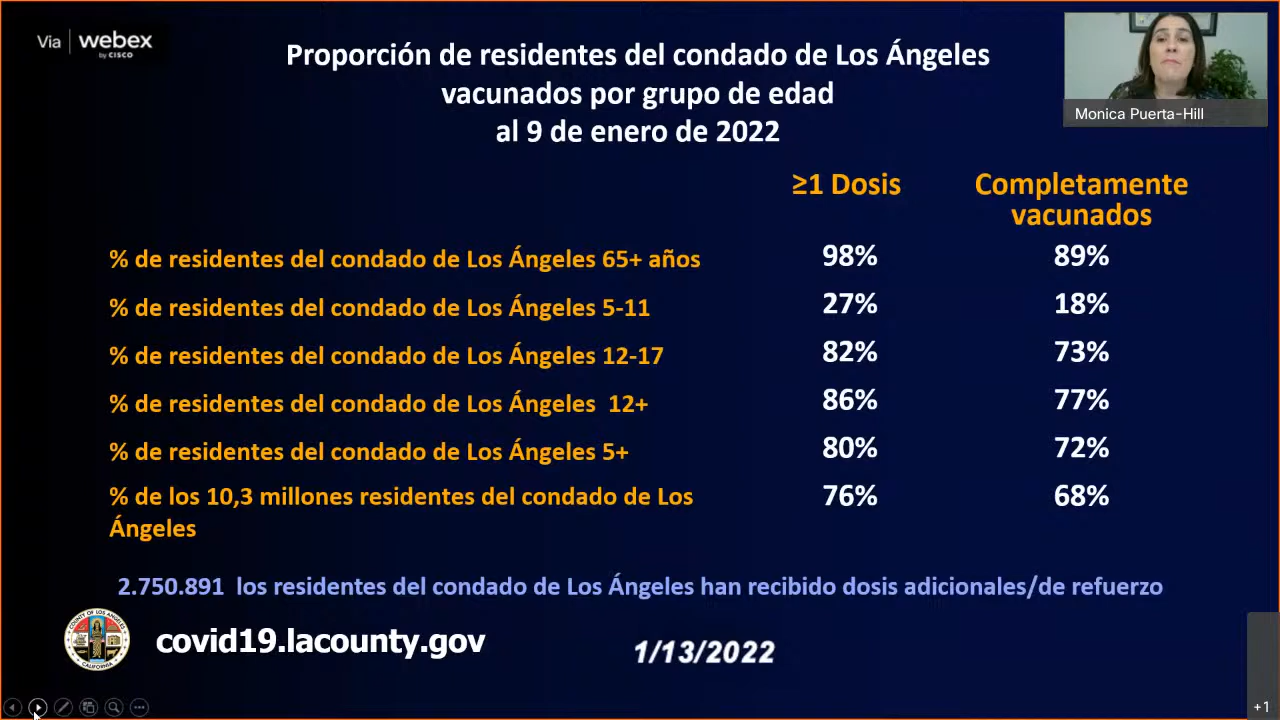 Via | webex
by CISCO
Proporción de residentes del condado de Los Ángeles
vacunados por grupo de edad
al 9 de enero de 2022
Monica Puerta-Hill
≥1 Dosis
Completamente
vacunados
% de residentes del condado de Los Ángeles 65+ años 98% 89%
% de residentes del condado de Los Ángeles 5-11 27% 18%
% de residentes del condado de Los Ángeles 12-17 82% 73%
% de residentes del condado de Los Ángeles  12+ 86% 77%
% de residentes del condado de Los Ángeles 5+ 80% 72%
% de los 10,3 millones residentes del condado de Los 76% 68%
Ángeles
2.750.891  los residentes del condado de Los Ángeles han recibido dosis adicionales/de refuerzo
COUNTY OF LOS ANGELES
CALIFORNIA
covid19.lacounty.gov
1/13/2022
+1